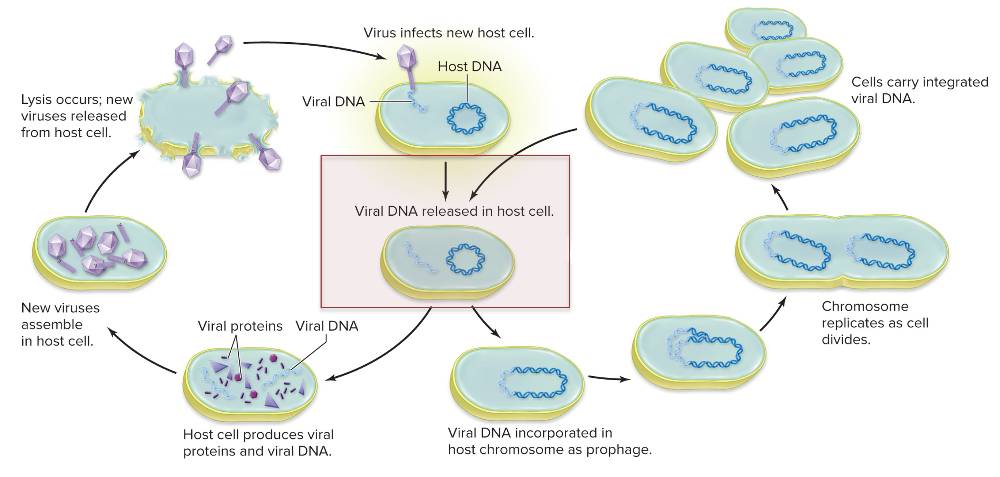 Virus infects new host cell.
Host DNA
Viral DNA
Lysis occurs; new
viruses released
from host cell.
Cells carry integrated
viral DNA.
Viral DNA released in host cell.
New viruses
assemble
in host cell.
Viral proteins
Viral DNA
Chromosome
replicates as cell
divides.
Host cell produces viral
proteins and viral DNA.
Viral DNA incorporated in
host chromosome as prophage.